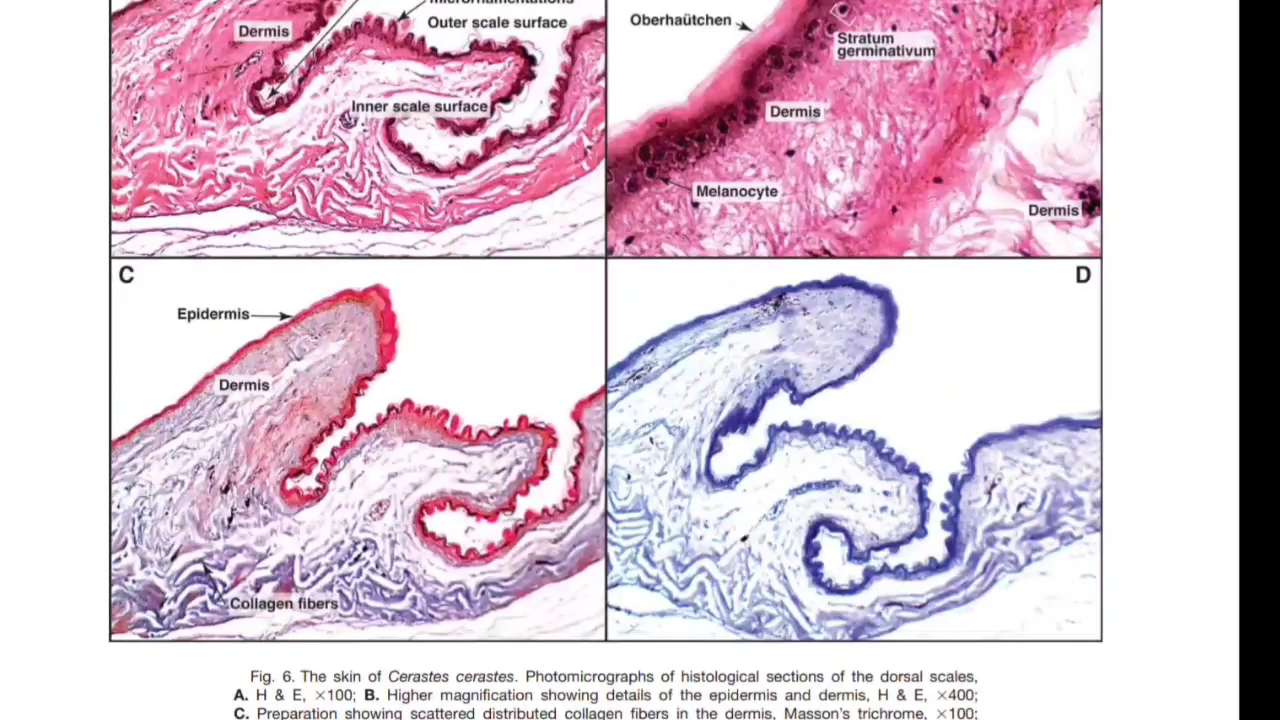 Micrornamentations
Outer scale surface
Dermis
Inner scale surface
Oberhaütchen
Stratum
germinativum
Dermis
Melanocyte
Dermis
C
Epidermis
Dermis
Collagen fibers
D
Fig. 6. The skin of Cerastes cerastes. Photomicrographs of histological sections of the dorsal scales,
A. H & E, ×100; B. Higher magnification showing details of the epidermis and dermis, H & E, ×400;
C. Preparation showing scattered distributed collagen fibers in the dermis, Masson's trichrome, ×100;